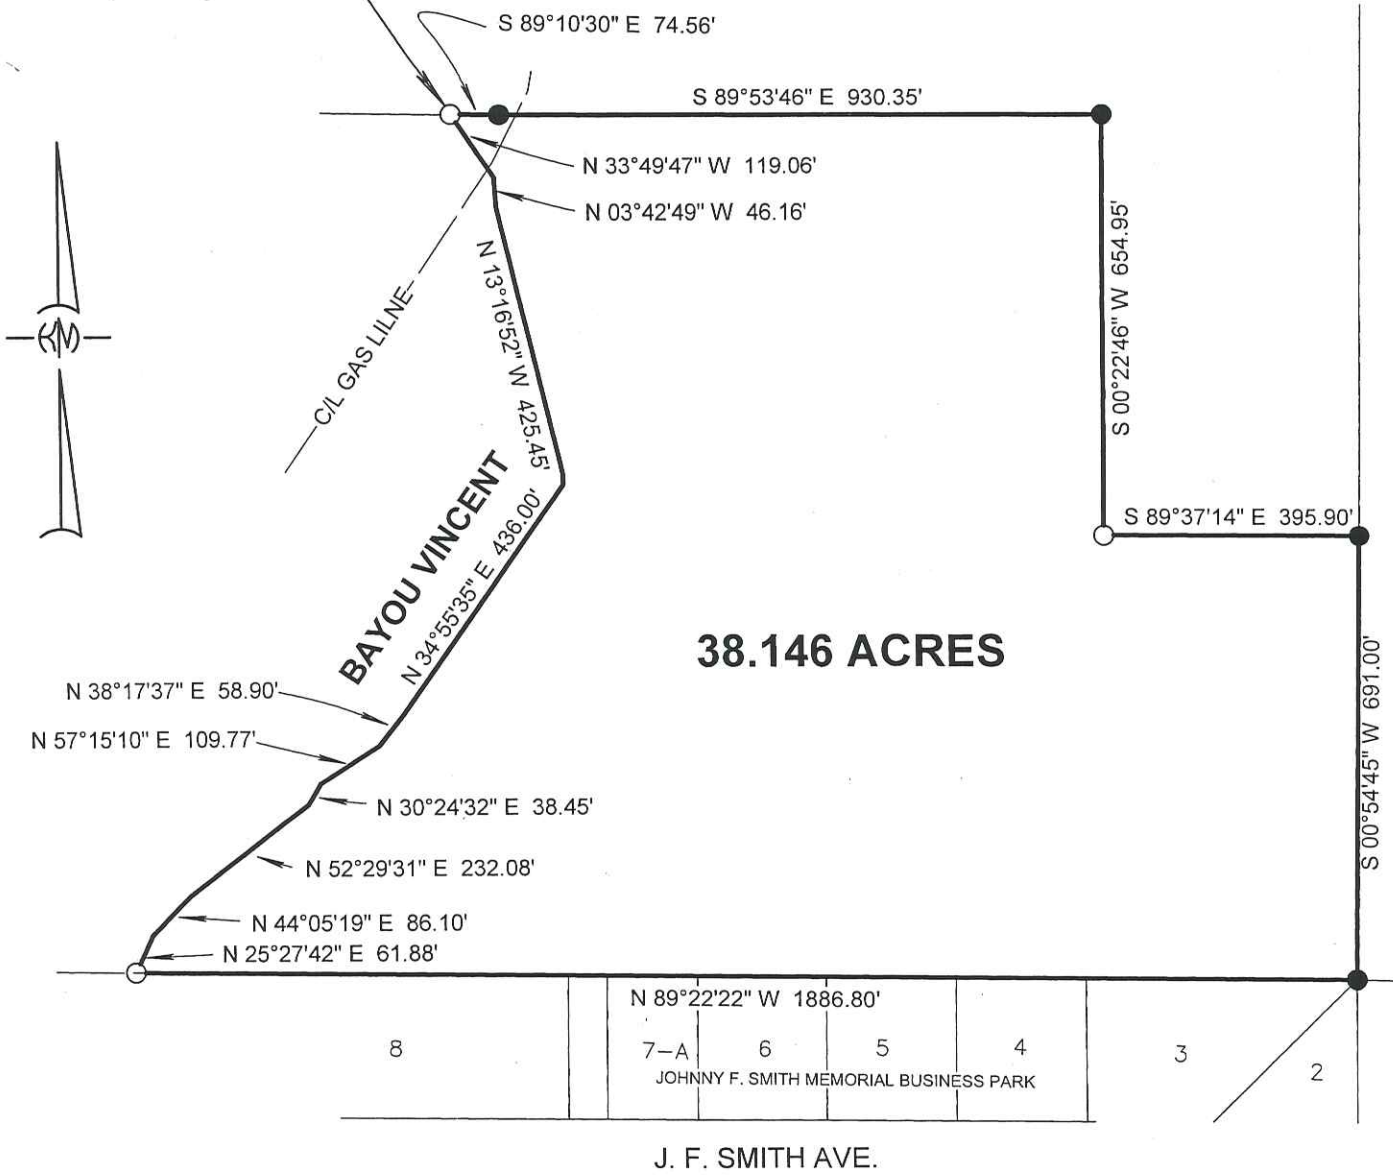 S 89°10'30" E 74.56'
S 89°53'46" E 930.35'
N 33°49'47" W 119.06'
N 03°42'49" W 46.16'
N 13°16'52" W 425.45'
S 00°22'46" W 654.95'
C/L GAS LILNE
KM
S 89°37'14" E 395.90'
BAYOU VINCENT
N 34°55'35" E 436.00'
38.146 ACRES
S 00°54'45" W 691.00'
N 38°17'37" E 58.90'
N 57°15'10" E 109.77'
N 30°24'32" E 38.45'
N 52°29'31" E 232.08'
N 44°05'19" E 86.10'
N 25°27'42" E 61.88'
N 89°22'22" W 1886.80'
8 7-A 6 5 4 3 2
JOHNNY F. SMITH MEMORIAL BUSINESS PARK
J. F. SMITH AVE.